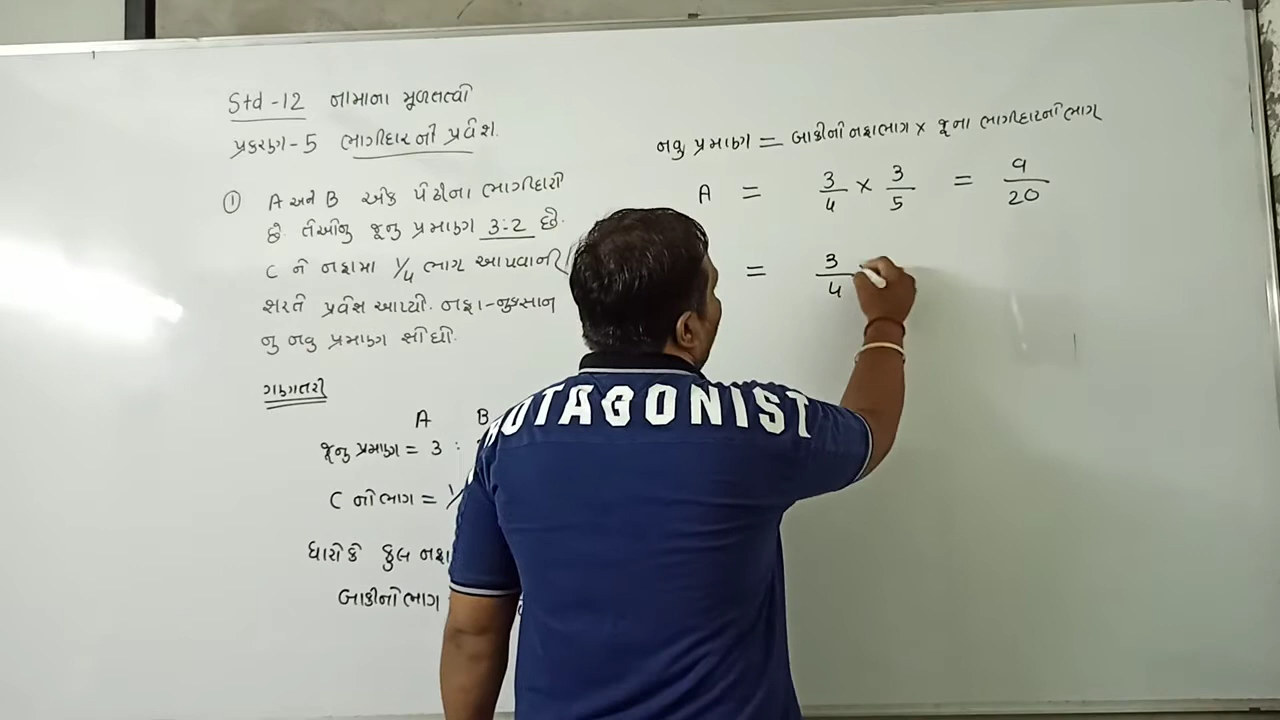 Std-12 નામાના મૂળતત્વો
પ્રકરણ-5 ભાગીદારનો પ્રવેશ.
① A અને B એક પેઢીના ભાગીદારો
છે. તેઓનુ જૂનુ પ્રમાણ 3:2 છે.
C ને નફામા 1/4 ભાગ આપવાની
શરતે પ્રવેશ આપ્યો. નફા-નુકસાન
નુ નવુ પ્રમાણ શોધો.
ગણતરી
A B
જૂનુ પ્રમાણ = 3 :
C નો ભાગ = 1/
ધારોકે કુલ નફા
બાકીનો ભાગ
નવુ પ્રમાણ = બાકીનો નફાભાગ × જૂના ભાગીદારનો ભાગ
A = 3/4 × 3/5 = 9/20
= 3/4
ROTAGONIST